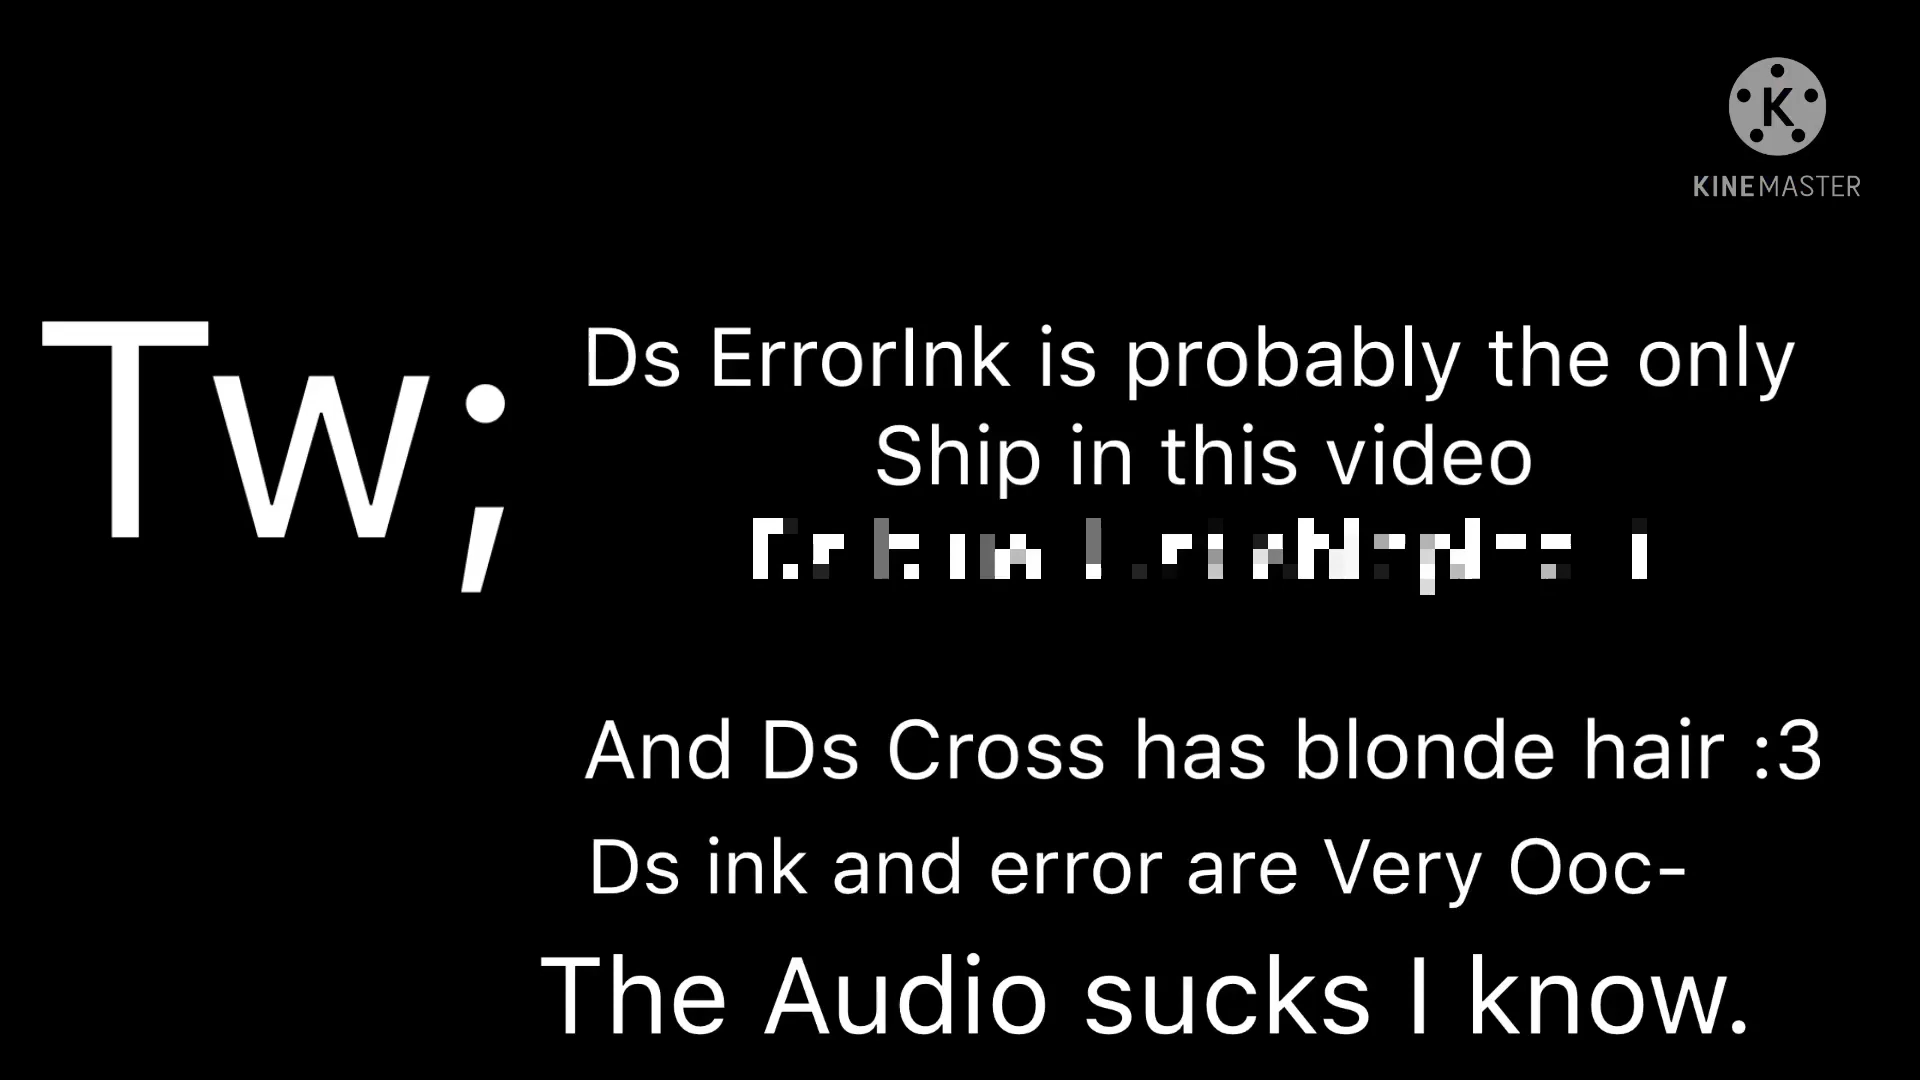 KINEMASTER
Tw;
Ds ErrorInk is probably the only
Ship in this video
And Ds Cross has blonde hair :3
Ds ink and error are Very Ooc-
The Audio sucks I know.